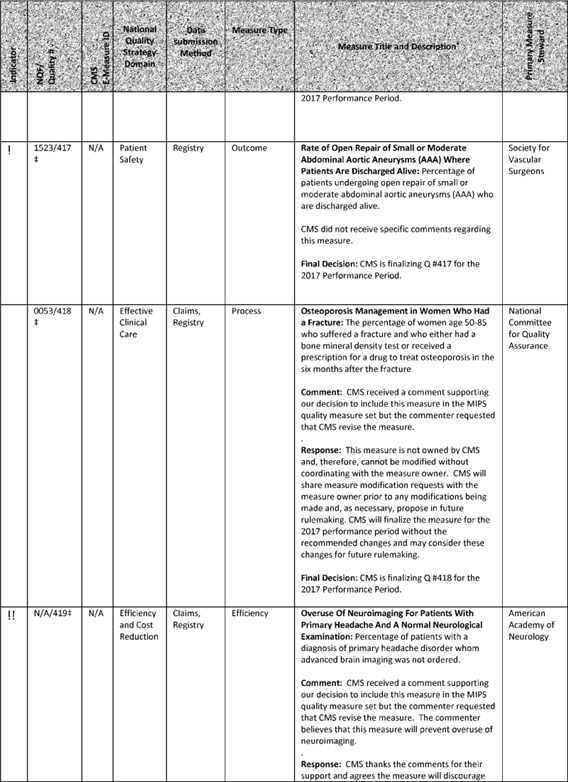 Indicator
NQF/
Quality #
CMS
E-Measure ID
National
Quality
Strategy
Domain
Data
submission
Method
Measure Type
Measure Title and Description
Primary Measure
Steward
2017 Performance Period.
!
1523/417
‡
N/A
Patient
Safety
Registry
Outcome
Rate of Open Repair of Small or Moderate
Abdominal Aortic Aneurysms (AAA) Where
Patients Are Discharged Alive: Percentage of
patients undergoing open repair of small or
moderate abdominal aortic aneurysms (AAA) who
are discharged alive.
CMS did not receive specific comments regarding
this measure.
Final Decision: CMS is finalizing Q #417 for the
2017 Performance Period.
Society for
Vascular
Surgeons
0053/418
‡
N/A
Effective
Clinical
Care
Claims,
Registry
Process
Osteoporosis Management in Women Who Had
a Fracture: The percentage of women age 50-85
who suffered a fracture and who either had a
bone mineral density test or received a
prescription for a drug to treat osteoporosis in the
six months after the fracture
Comment: CMS received a comment supporting
our decision to include this measure in the MIPS
quality measure set but the commenter requested
that CMS revise the measure.
.
Response: This measure is not owned by CMS
and, therefore, cannot be modified without
coordinating with the measure owner. CMS will
share measure modification requests with the
measure owner prior to any modifications being
made and, as necessary, propose in future
rulemaking. CMS will finalize the measure for the
2017 performance period without the
recommended changes and may consider these
changes for future rulemaking.
Final Decision: CMS is finalizing Q #418 for the
2017 Performance Period.
National
Committee
for Quality
Assurance
!!
N/A/419‡
N/A
Efficiency
and Cost
Reduction
Claims,
Registry
Efficiency
Overuse Of Neuroimaging For Patients With
Primary Headache And A Normal Neurological
Examination: Percentage of patients with a
diagnosis of primary headache disorder whom
advanced brain imaging was not ordered.
Comment: CMS received a comment supporting
our decision to include this measure in the MIPS
quality measure set but the commenter requested
that CMS revise the measure. The commenter
believes that this measure will prevent overuse of
neuroimaging.
.
Response: CMS thanks the comments for their
support and agrees the measure will discourage
American
Academy of
Neurology